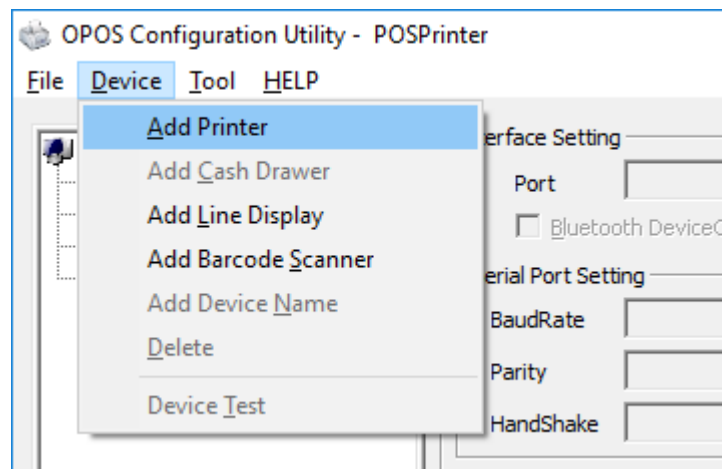 OPOS Configuration Utility - POSPrinter
File Device Tool HELP
Add Printer
Add Cash Drawer
Add Line Display
Add Barcode Scanner
Add Device Name
Delete
Device Test
erface Setting
Port
Bluetooth Device
erial Port Setting
BaudRate
Parity
HandShake